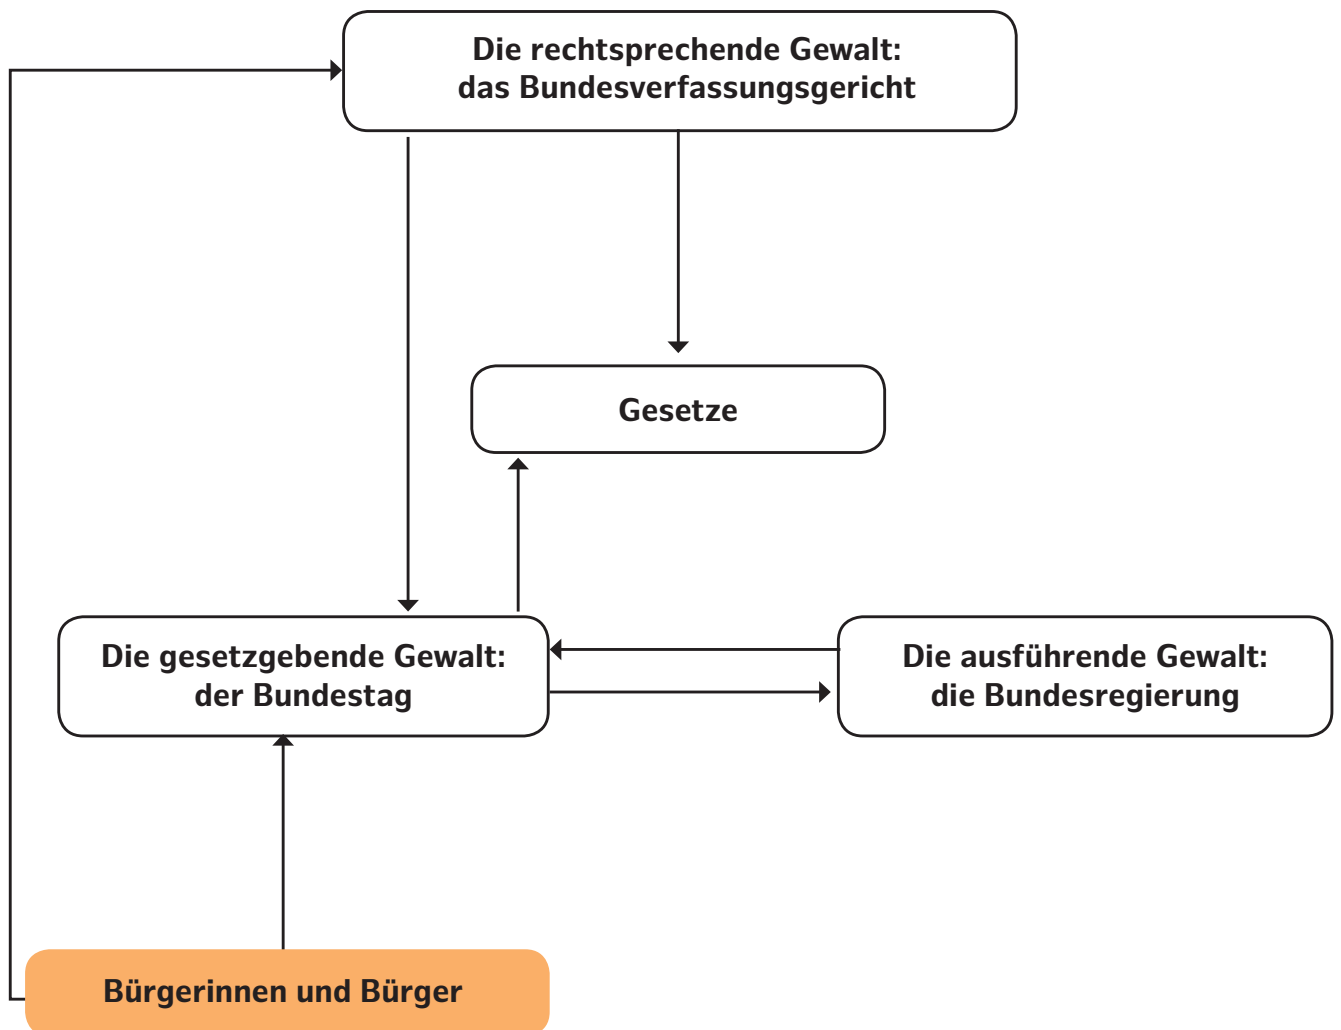 Die rechtsprechende Gewalt:
das Bundesverfassungsgericht
Gesetze
Die gesetzgebende Gewalt:
der Bundestag
Die ausführende Gewalt:
die Bundesregierung
Bürgerinnen und Bürger